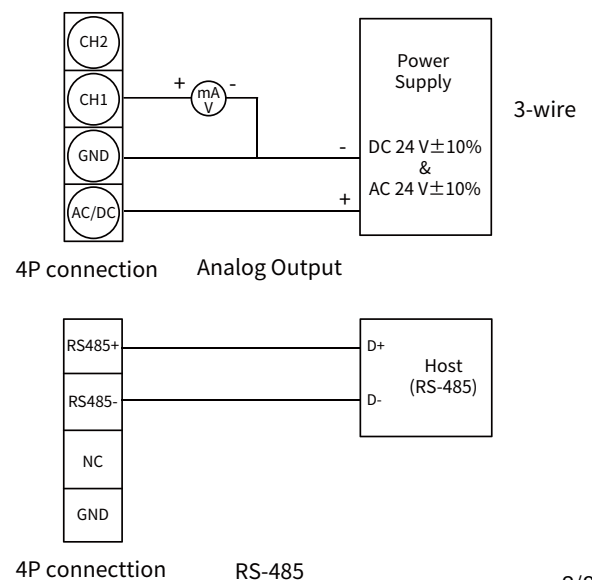 CH2
CH1
GND
AC/DC
+
mA
V
-
-
+
Power
Supply
DC 24 V±10%
&
AC 24 V±10%
3-wire
4P connection
Analog Output
RS485+
RS485-
NC
GND
D+
D-
Host
(RS-485)
4P connecttion
RS-485